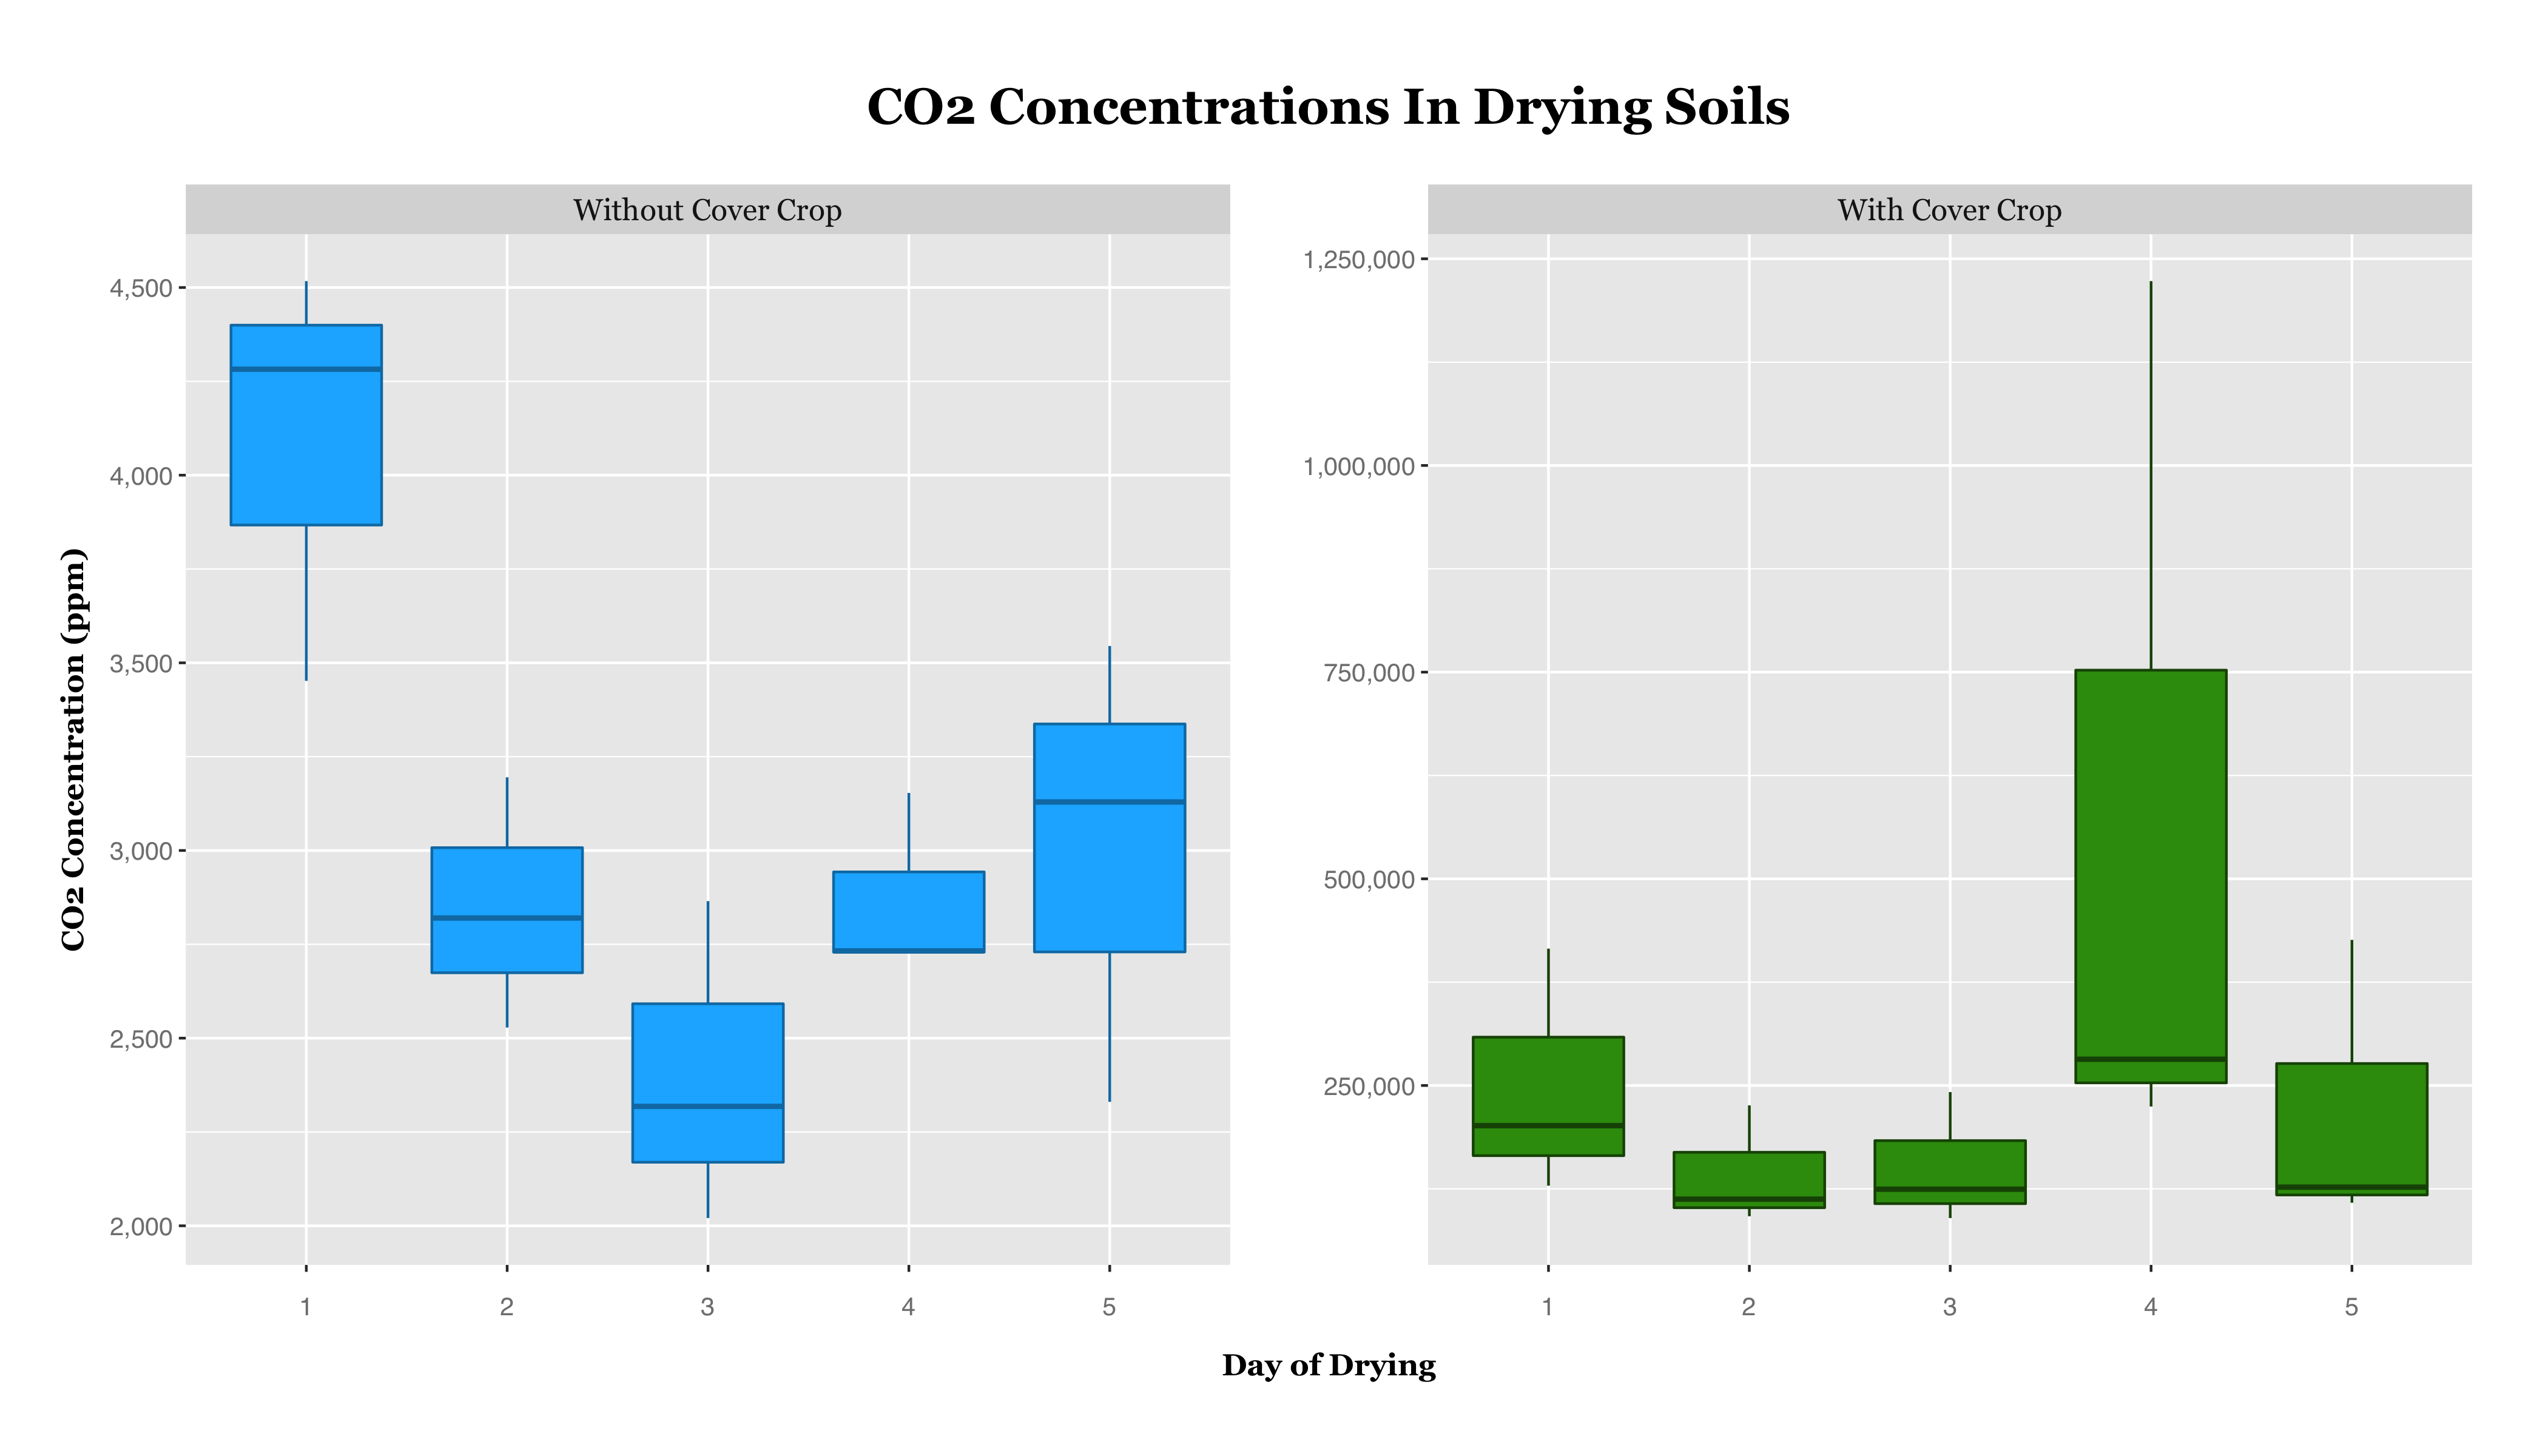 CO2 Concentrations In Drying Soils
Without Cover Crop
With Cover Crop
CO2 Concentration (ppm)
4,500
4,000
3,500
3,000
2,500
2,000
1,250,000
1,000,000
750,000
500,000
250,000
1 2 3 4 5
1 2 3 4 5
Day of Drying